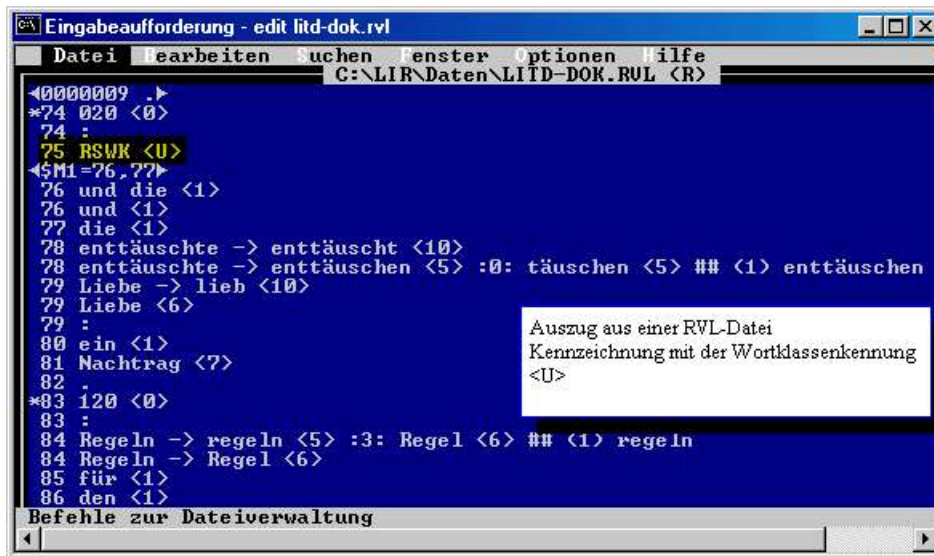 Eingabeaufforderung - edit litd-dok.rvl
Datei Bearbeiten Suchen Fenster Optionen Hilfe
C:\LIR\Daten\LITD-DOK.RVL (R)
◄0000009 .►
*74 020 <0>
74 :
75 RSWK <U>
◄$M1=76,77►
76 und die <1>
76 und <1>
77 die <1>
78 enttäuschte -> enttäuscht <10>
78 enttäuschte -> enttäuschen <5> :0: täuschen <5> ## (1) enttäuschen
79 Liebe -> lieb <10>
79 Liebe <6>
79 :
80 ein <1>
81 Nachtrag <7>
82 .
*83 120 <0>
83 :
84 Regeln -> regeln <5> :3: Regel <6> ## (1) regeln
84 Regeln -> Regel <6>
85 für <1>
86 den <1>
Auszug aus einer RVL-Datei
Kennzeichnung mit der Wortklassenkennung
<U>
Befehle zur Dateiverwaltung